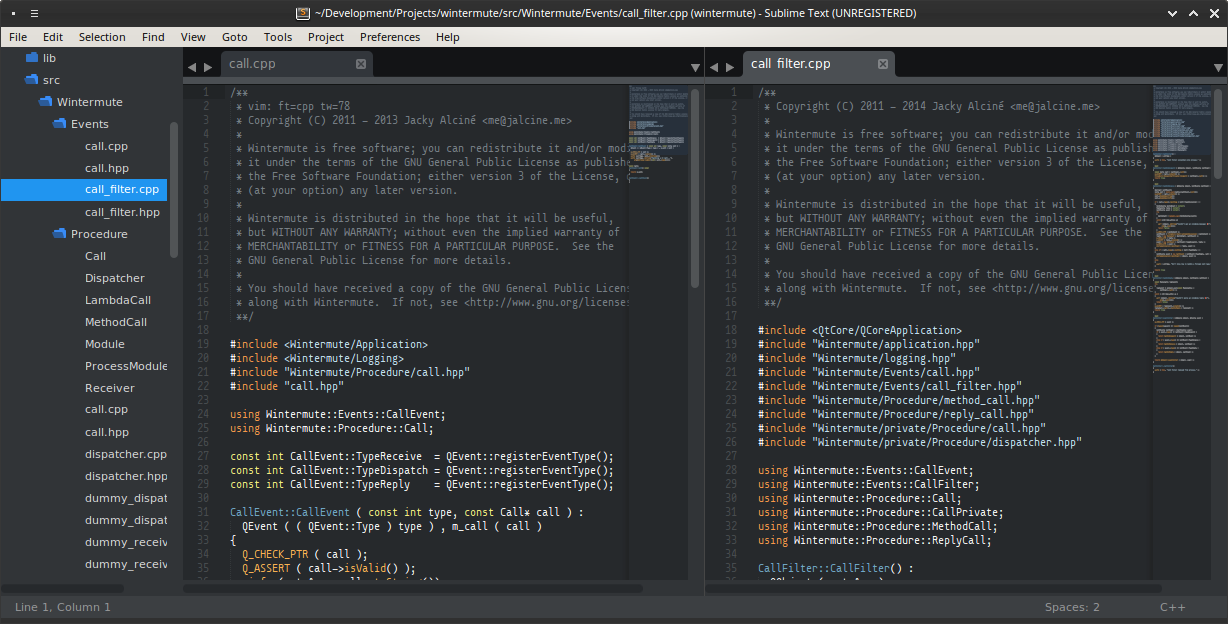 ~/Development/Projects/wintermute/src/Wintermute/Events/call_filter.cpp (wintermute) - Sublime Text (UNREGISTERED)
File Edit Selection Find View Goto Tools Project Preferences Help
lib
src
Wintermute
Events
call.cpp
call.hpp
call_filter.cpp
call_filter.hpp
Procedure
Call
Dispatcher
LambdaCall
MethodCall
Module
ProcessModule
Receiver
call.cpp
call.hpp
dispatcher.cpp
dispatcher.hpp
dummy_dispat
dummy_dispat
dummy_receiv
dummy_receiv
call.cpp
1 /**
2 * vim: ft=cpp tw=78
3 * Copyright (C) 2011 - 2013 Jacky Alciné <me@jalcine.me>
4 *
5 * Wintermute is free software; you can redistribute it and/or mod
6 * it under the terms of the GNU General Public License as publish
7 * the Free Software Foundation; either version 3 of the License,
8 * (at your option) any later version.
9 *
10 * Wintermute is distributed in the hope that it will be useful,
11 * but WITHOUT ANY WARRANTY; without even the implied warranty of
12 * MERCHANTABILITY or FITNESS FOR A PARTICULAR PURPOSE.  See the
13 * GNU General Public License for more details.
14 *
15 * You should have received a copy of the GNU General Public Licen
16 * along with Wintermute.  If not, see <http://www.gnu.org/license
17 **/
18
19 #include <Wintermute/Application>
20 #include <Wintermute/Logging>
21 #include "Wintermute/Procedure/call.hpp"
22 #include "call.hpp"
23
24 using Wintermute::Events::CallEvent;
25 using Wintermute::Procedure::Call;
26
27 const int CallEvent::TypeReceive  = QEvent::registerEventType();
28 const int CallEvent::TypeDispatch = QEvent::registerEventType();
29 const int CallEvent::TypeReply    = QEvent::registerEventType();
30
31 CallEvent::CallEvent ( const int type, const Call* call ) :
32 QEvent ( ( QEvent::Type ) type ) , m_call ( call )
33 {
34 Q_CHECK_PTR ( call );
35 Q_ASSERT ( call->isValid() );
call_filter.cpp
1 /**
2 * Copyright (C) 2011 - 2014 Jacky Alciné <me@jalcine.me>
3 *
4 * Wintermute is free software; you can redistribute it and/or mod
5 * it under the terms of the GNU General Public License as publish
6 * the Free Software Foundation; either version 3 of the License,
7 * (at your option) any later version.
8 *
9 * Wintermute is distributed in the hope that it will be useful,
10 * but WITHOUT ANY WARRANTY; without even the implied warranty of
11 * MERCHANTABILITY or FITNESS FOR A PARTICULAR PURPOSE.  See the
12 * GNU General Public License for more details.
13 *
14 * You should have received a copy of the GNU General Public Licen
15 * along with Wintermute.  If not, see <http://www.gnu.org/license
16 **/
17
18 #include <QtCore/QCoreApplication>
19 #include "Wintermute/application.hpp"
20 #include "Wintermute/logging.hpp"
21 #include "Wintermute/Events/call.hpp"
22 #include "Wintermute/Events/call_filter.hpp"
23 #include "Wintermute/Procedure/method_call.hpp"
24 #include "Wintermute/Procedure/reply_call.hpp"
25 #include "Wintermute/private/Procedure/call.hpp"
26 #include "Wintermute/private/Procedure/dispatcher.hpp"
27
28 using Wintermute::Events::CallEvent;
29 using Wintermute::Events::CallFilter;
30 using Wintermute::Procedure::Call;
31 using Wintermute::Procedure::CallPrivate;
32 using Wintermute::Procedure::MethodCall;
33 using Wintermute::Procedure::ReplyCall;
34
35 CallFilter::CallFilter() :
Line 1, Column 1
Spaces: 2
C++